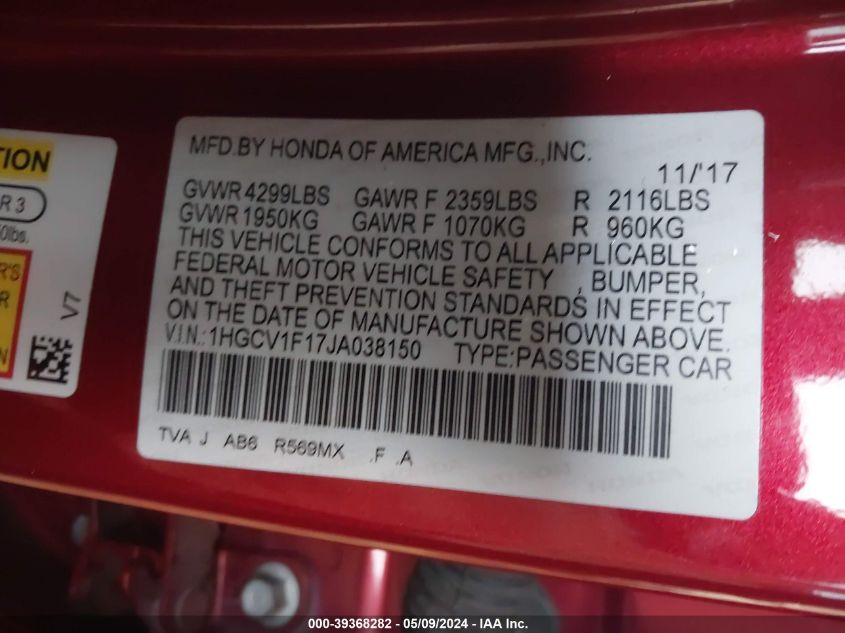 TION
R 3
0lbs.
R'S
ER
V7
MFD.BY HONDA OF AMERICA MFG.,INC.
11/'17
GVWR 4299LBS GAWR F 2359LBS R 2116LBS
GVWR 1950KG GAWR F 1070KG R 960KG
THIS VEHICLE CONFORMS TO ALL APPLICABLE
FEDERAL MOTOR VEHICLE SAFETY , BUMPER,
AND THEFT PREVENTION STANDARDS IN EFFECT
ON THE DATE OF MANUFACTURE SHOWN ABOVE.
V.I.N.:1HGCV1F17JA038150 TYPE:PASSENGER CAR
TVA J AB6 R569MX .F .A
000-39368282 - 05/09/2024 - IAA Inc.